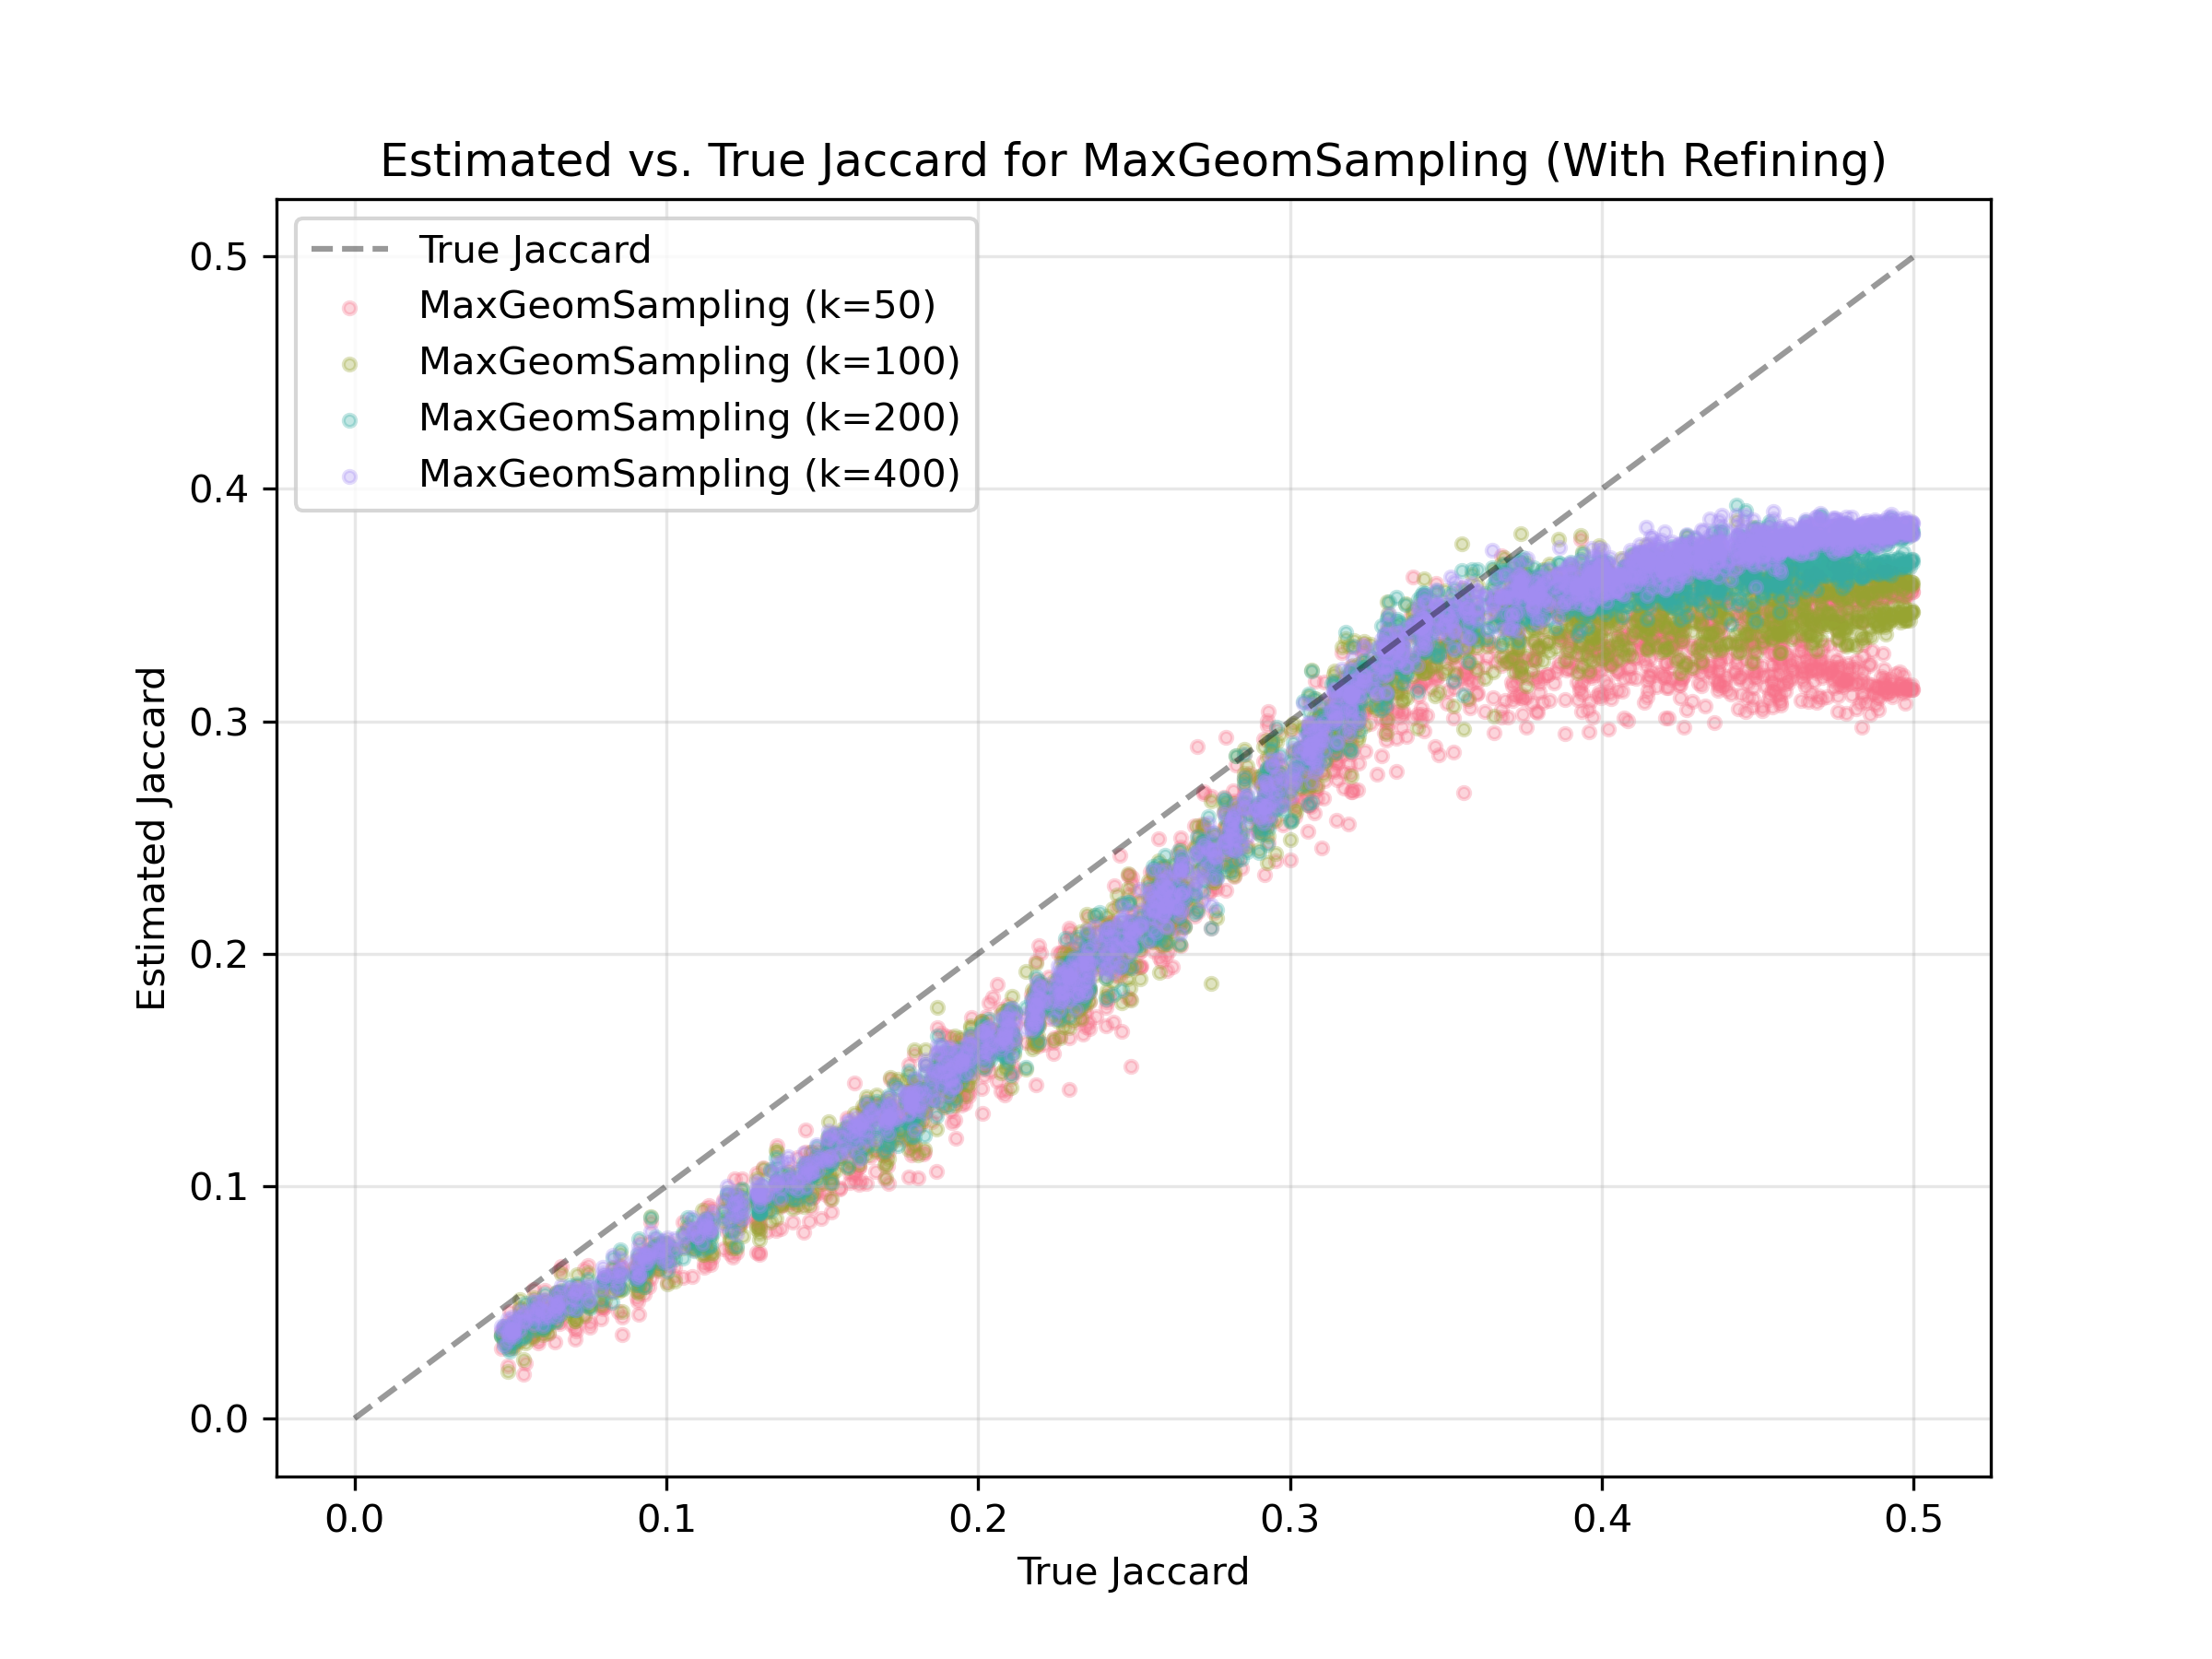 Estimated vs. True Jaccard for MaxGeomSampling (With Refining)
True Jaccard
MaxGeomSampling (k=50)
MaxGeomSampling (k=100)
MaxGeomSampling (k=200)
MaxGeomSampling (k=400)
Estimated Jaccard
0.5
0.4
0.3
0.2
0.1
0.0
0.0 0.1 0.2 0.3 0.4 0.5
True Jaccard